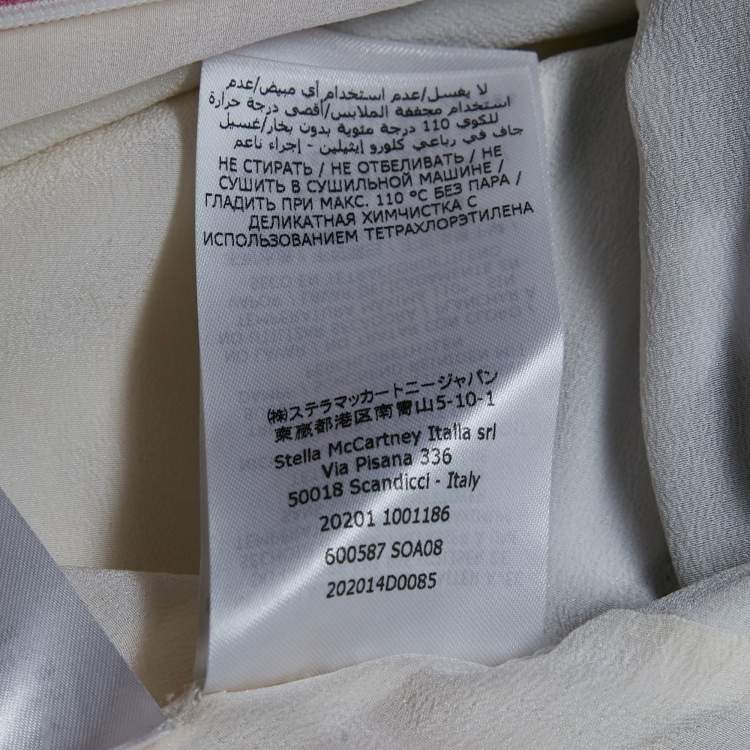 لا يغسل/عدم استخدام أي مبيض/عدم
استخدام مجففة الملابس/أقصى درجة حرارة
للكوي 110 درجة مئوية بدون بخار/غسيل
جاف في رباعي كلورو إيثيلين - إجراء ناعم
НЕ СТИРАТЬ / НЕ ОТБЕЛИВАТЬ / НЕ
СУШИТЬ В СУШИЛЬНОЙ МАШИНЕ /
ГЛАДИТЬ ПРИ МАКС. 110 °C БЕЗ ПАРА /
ДЕЛИКАТНАЯ ХИМЧИСТКА С
ИСПОЛЬЗОВАНИЕМ ТЕТРАХЛОРЭТИЛЕНА
㈱ステラマッカートニージャパン
東京都港区南青山5-10-1
Stella McCartney Italia srl
Via Pisana 336
50018 Scandicci - Italy
20201 1001186
600587 SOA08
202014D0085